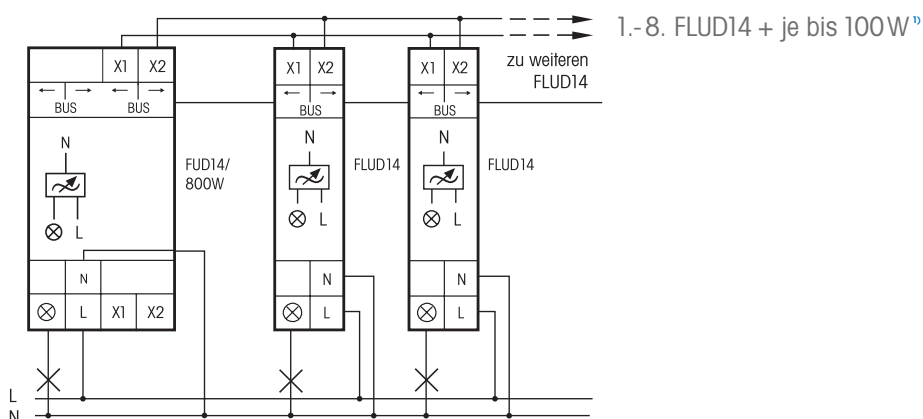 1.-8. FLUD14 + je bis 100W¹⁾
X1 X2 X1 X2 X1 X2
zu weiteren
FLUD14
BUS BUS BUS BUS
N N N
FUD14/
800W
FLUD14 FLUD14
L L L
N N N
L X1 X2 L L
L
N